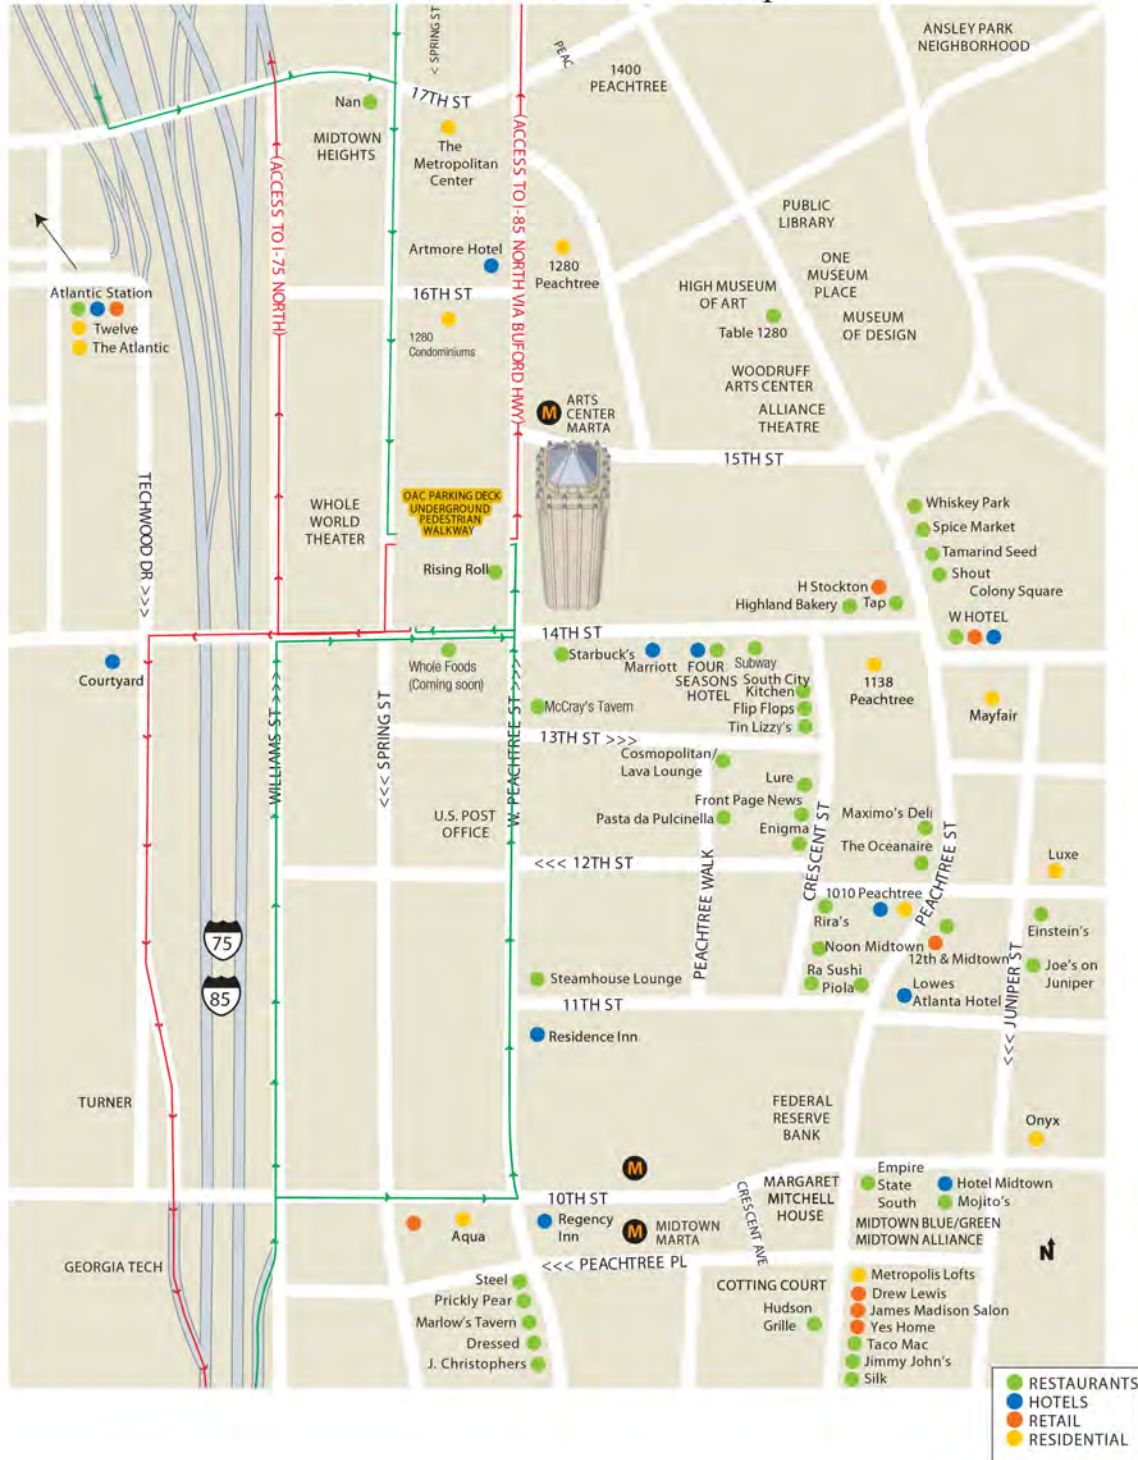 ANSLEY PARK
NEIGHBORHOOD
< SPRING ST
PEAC
1400
PEACHTREE
17TH ST
Nan
MIDTOWN
HEIGHTS
The
Metropolitan
Center
(ACCESS TO I-75 NORTH)
(ACCESS TO I-85 NORTH VIA BUFORD HWY)
PUBLIC
LIBRARY
Artmore Hotel
1280
Peachtree
ONE
MUSEUM
PLACE
HIGH MUSEUM
OF ART
Table 1280
MUSEUM
OF DESIGN
Atlantic Station
Twelve
The Atlantic
16TH ST
1280
Condominiums
WOODRUFF
ARTS CENTER
ALLIANCE
THEATRE
M
ARTS
CENTER
MARTA
15TH ST
TECHWOOD DR >>>
WHOLE
WORLD
THEATER
OAC PARKING DECK
UNDERGROUND
PEDESTRIAN
WALKWAY
Whiskey Park
Spice Market
Tamarind Seed
Shout
Colony Square
Rising Roll
H Stockton
Highland Bakery
Tap
W HOTEL
14TH ST
Courtyard
Whole Foods
(Coming soon)
Starbuck's
Marriott
FOUR
SEASONS
HOTEL
Subway
South City
Kitchen
Flip Flops
Tin Lizzy's
1138
Peachtree
Mayfair
WILLIAMS ST >>>>
<<< SPRING ST
W. PEACHTREE ST >>>
McCray's Tavern
13TH ST >>>
Cosmopolitan/
Lava Lounge
Lure
Front Page News
Pasta da Pulcinella
Enigma
CRESCENT ST
Maximo's Deli
The Oceanaire
PEACHTREE ST
U.S. POST
OFFICE
<<< 12TH ST
PEACHTREE WALK
Luxe
1010 Peachtree
Rira's
Noon Midtown
12th & Midtown
Einstein's
Joe's on
Juniper
75
85
Steamhouse Lounge
Ra Sushi
Piola
Lowes
Atlanta Hotel
<<< JUNIPER ST
11TH ST
Residence Inn
TURNER
FEDERAL
RESERVE
BANK
Onyx
M
10TH ST
CRESCENT AVE
MARGARET
MITCHELL
HOUSE
Empire
State
South
Hotel Midtown
Mojito's
MIDTOWN BLUE/GREEN
MIDTOWN ALLIANCE
Aqua
Regency
Inn
M
MIDTOWN
MARTA
N
GEORGIA TECH
<<< PEACHTREE PL
Steel
Prickly Pear
Marlow's Tavern
Dressed
J. Christophers
COTTING COURT
Hudson
Grille
Metropolis Lofts
Drew Lewis
James Madison Salon
Yes Home
Taco Mac
Jimmy John's
Silk
RESTAURANTS
HOTELS
RETAIL
RESIDENTIAL